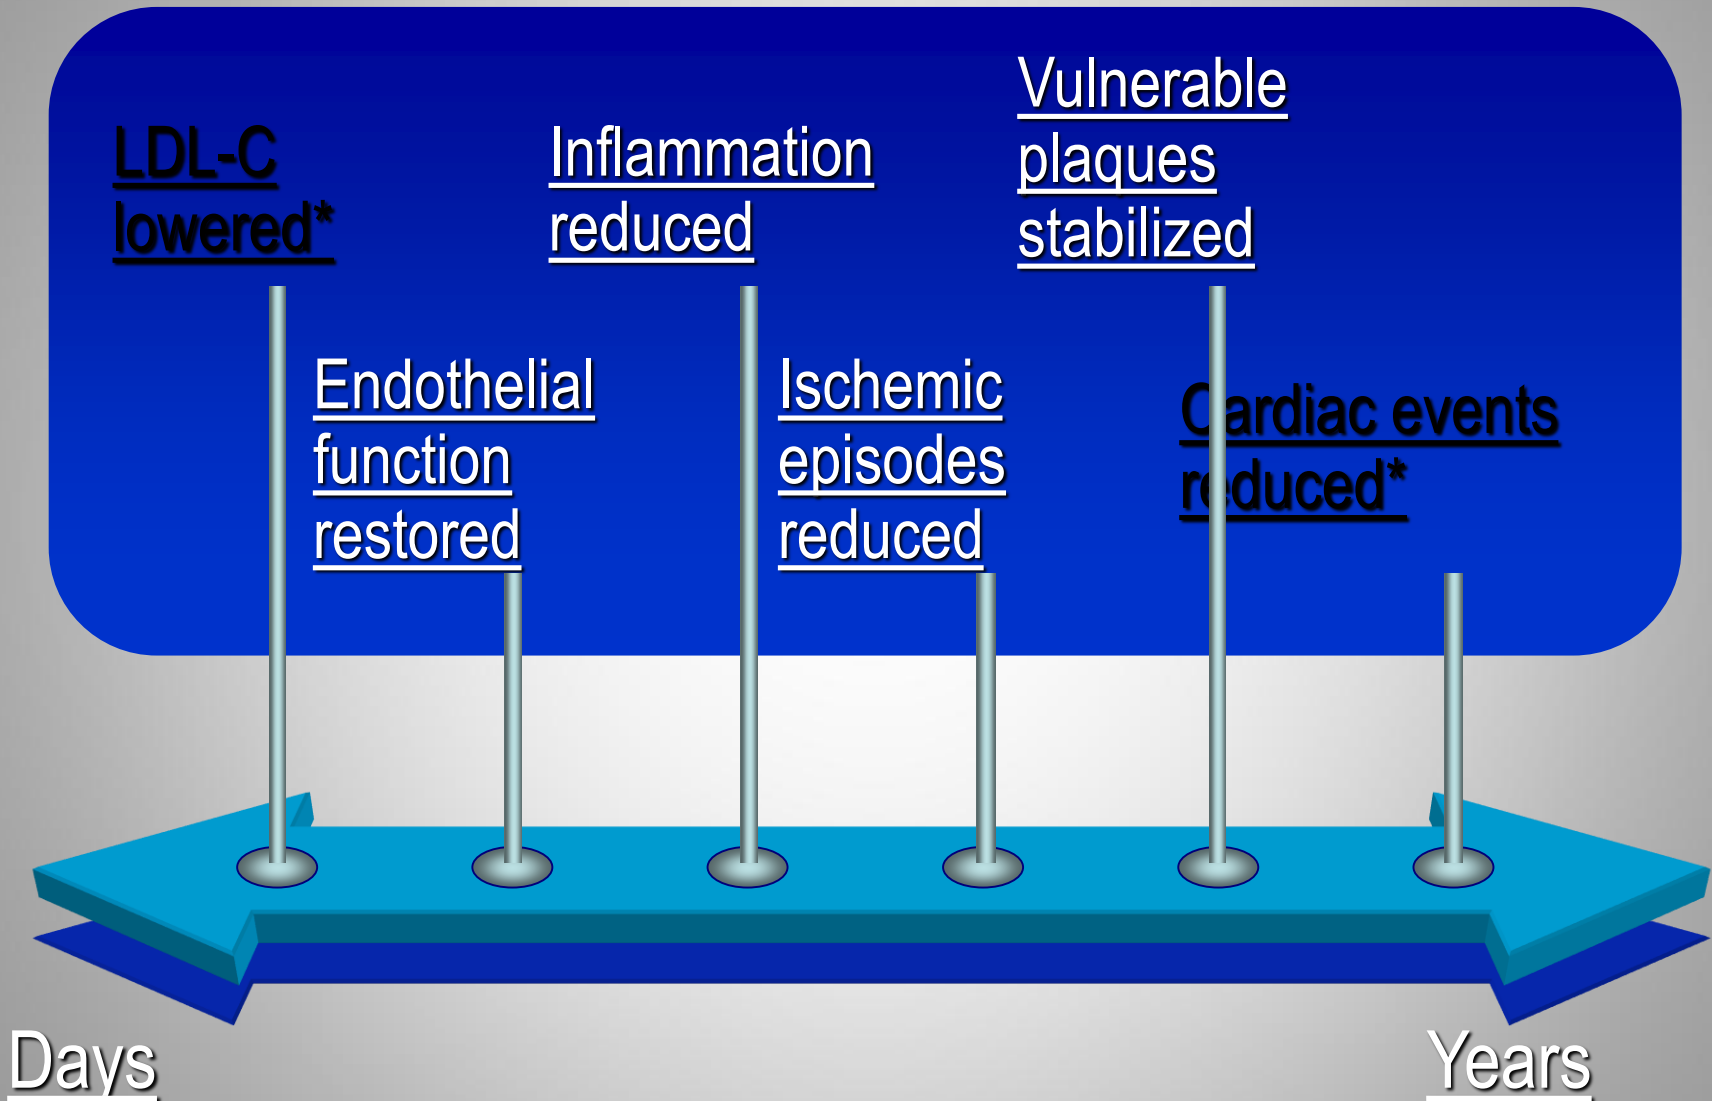 LDL-C
lowered*
Endothelial
function
restored
Inflammation
reduced
Ischemic
episodes
reduced
Vulnerable
plaques
stabilized
Cardiac events
reduced*
Days
Years